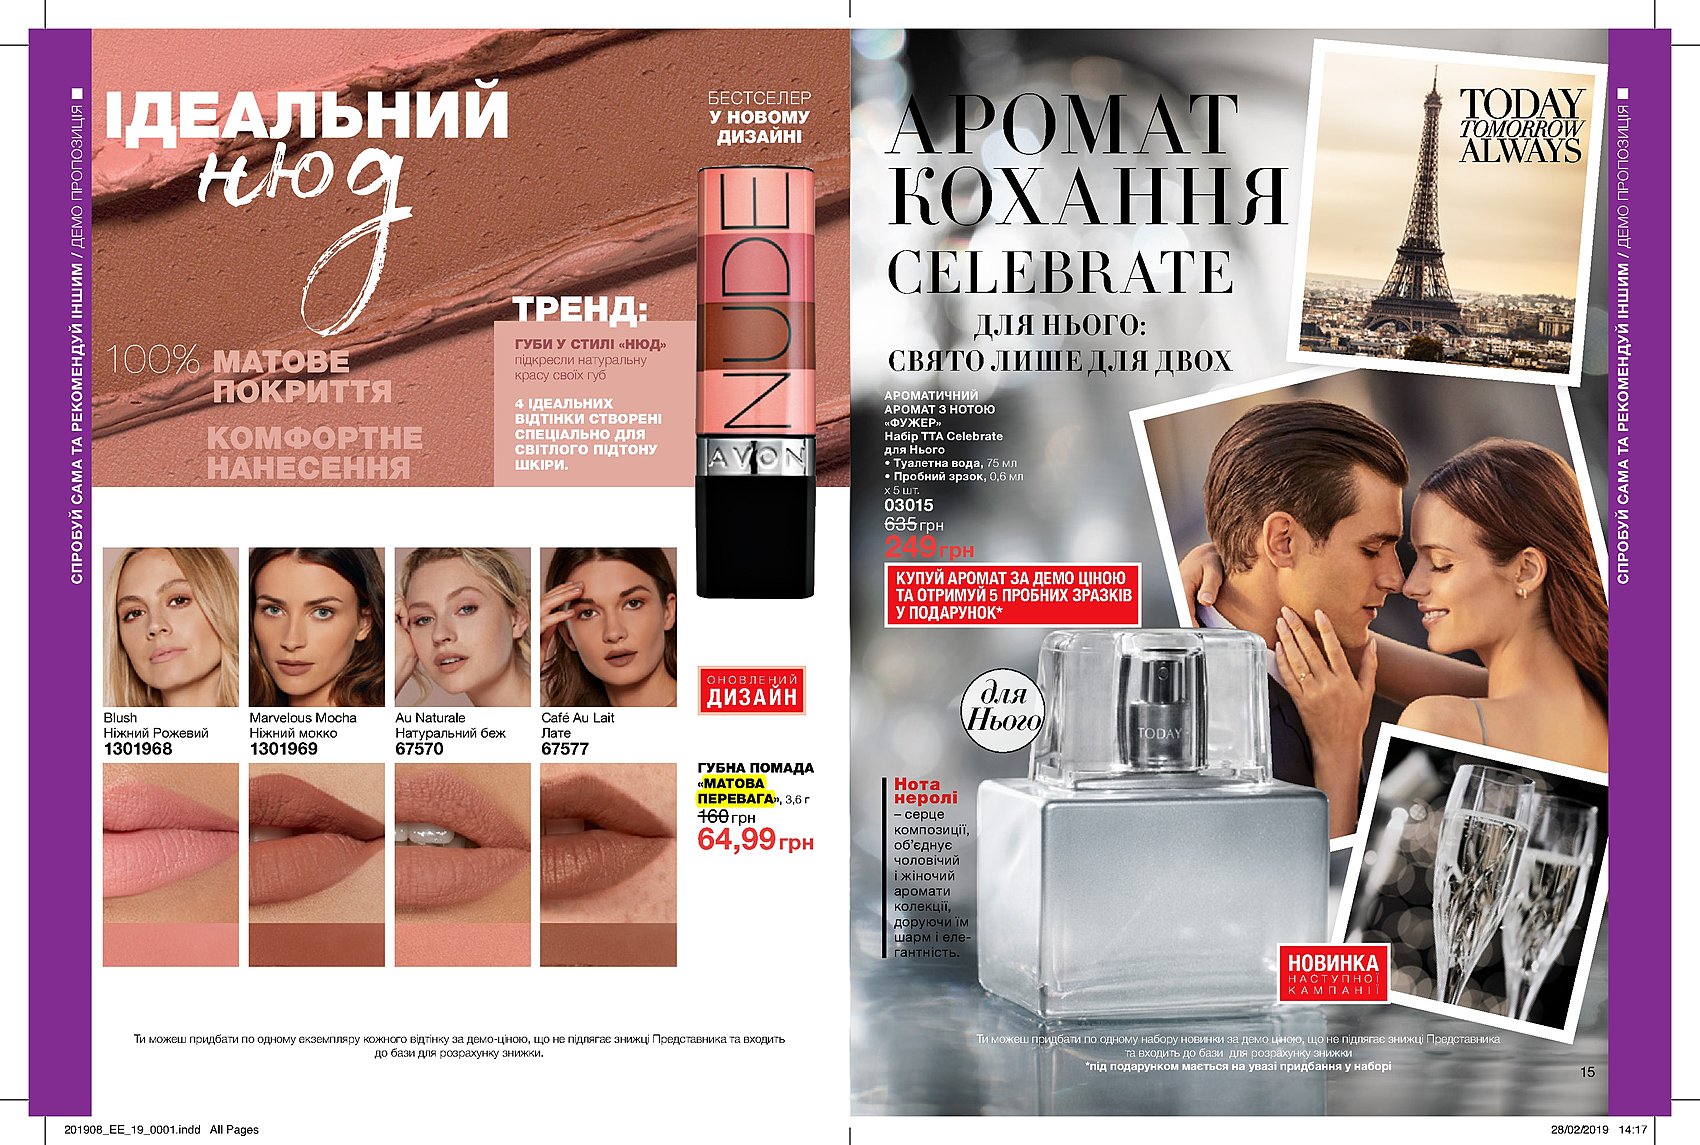 СПРОБУЙ САМА ТА РЕКОМЕНДУЙ ІНШИМ / ДЕМО ПРОПОЗИЦІЯ
ІДЕАЛЬНИЙ
нюд
БЕСТСЕЛЕР
У НОВОМУ
ДИЗАЙНІ
100% МАТОВЕ
ПОКРИТТЯ
КОМФОРТНЕ
НАНЕСЕННЯ
ТРЕНД:
ГУБИ У СТИЛІ «НЮД»
підкресли натуральну
красу своїх губ
4 ІДЕАЛЬНИХ
ВІДТІНКИ СТВОРЕНІ
СПЕЦІАЛЬНО ДЛЯ
СВІТЛОГО ПІДТОНУ
ШКІРИ.
NUDE
AVON
Blush
Ніжний Рожевий
1301968
Marvelous Mocha
Ніжний мокко
1301969
Au Naturale
Натуральний беж
67570
Café Au Lait
Лате
67577
ОНОВЛЕНИЙ
ДИЗАЙН
ГУБНА ПОМАДА
«МАТОВА
ПЕРЕВАГА», 3,6 г
160 грн
64,99 грн
Ти можеш придбати по одному екземпляру кожного відтінку за демо-ціною, що не підлягає знижці Представника та входить
до бази для розрахунку знижки.
АРОМАТ
КОХАННЯ
CELEBRATE
ДЛЯ НЬОГО:
СВЯТО ЛИШЕ ДЛЯ ДВОХ
TODAY
TOMORROW
ALWAYS
АРОМАТИЧНИЙ
АРОМАТ З НОТОЮ
«ФУЖЕР»
Набір ТТА Celebrate
для Нього
• Туалетна вода, 75 мл
• Пробний зрзок, 0,6 мл
х 5 шт.
03015
635 грн
249 грн
КУПУЙ АРОМАТ ЗА ДЕМО ЦІНОЮ
ТА ОТРИМУЙ 5 ПРОБНИХ ЗРАЗКІВ
У ПОДАРУНОК*
для
Нього
TODAY
Нота
неролі
– серце
композиції,
об’єднує
чоловічий
і жіночий
аромати
колекції,
даруючи їм
шарм і еле-
гантність.
НОВИНКА
НАСТУПНОЇ
КАМПАНІЇ
Ти можеш придбати по одному набору новинки за демо ціною, що не підлягає знижці Представника
та входить до бази для розрахунку знижки
*під подарунком мається на увазі придбання у наборі
15
СПРОБУЙ САМА ТА РЕКОМЕНДУЙ ІНШИМ / ДЕМО ПРОПОЗИЦІЯ
201908_EE_19_0001.indd All Pages
28/02/2019 14:17